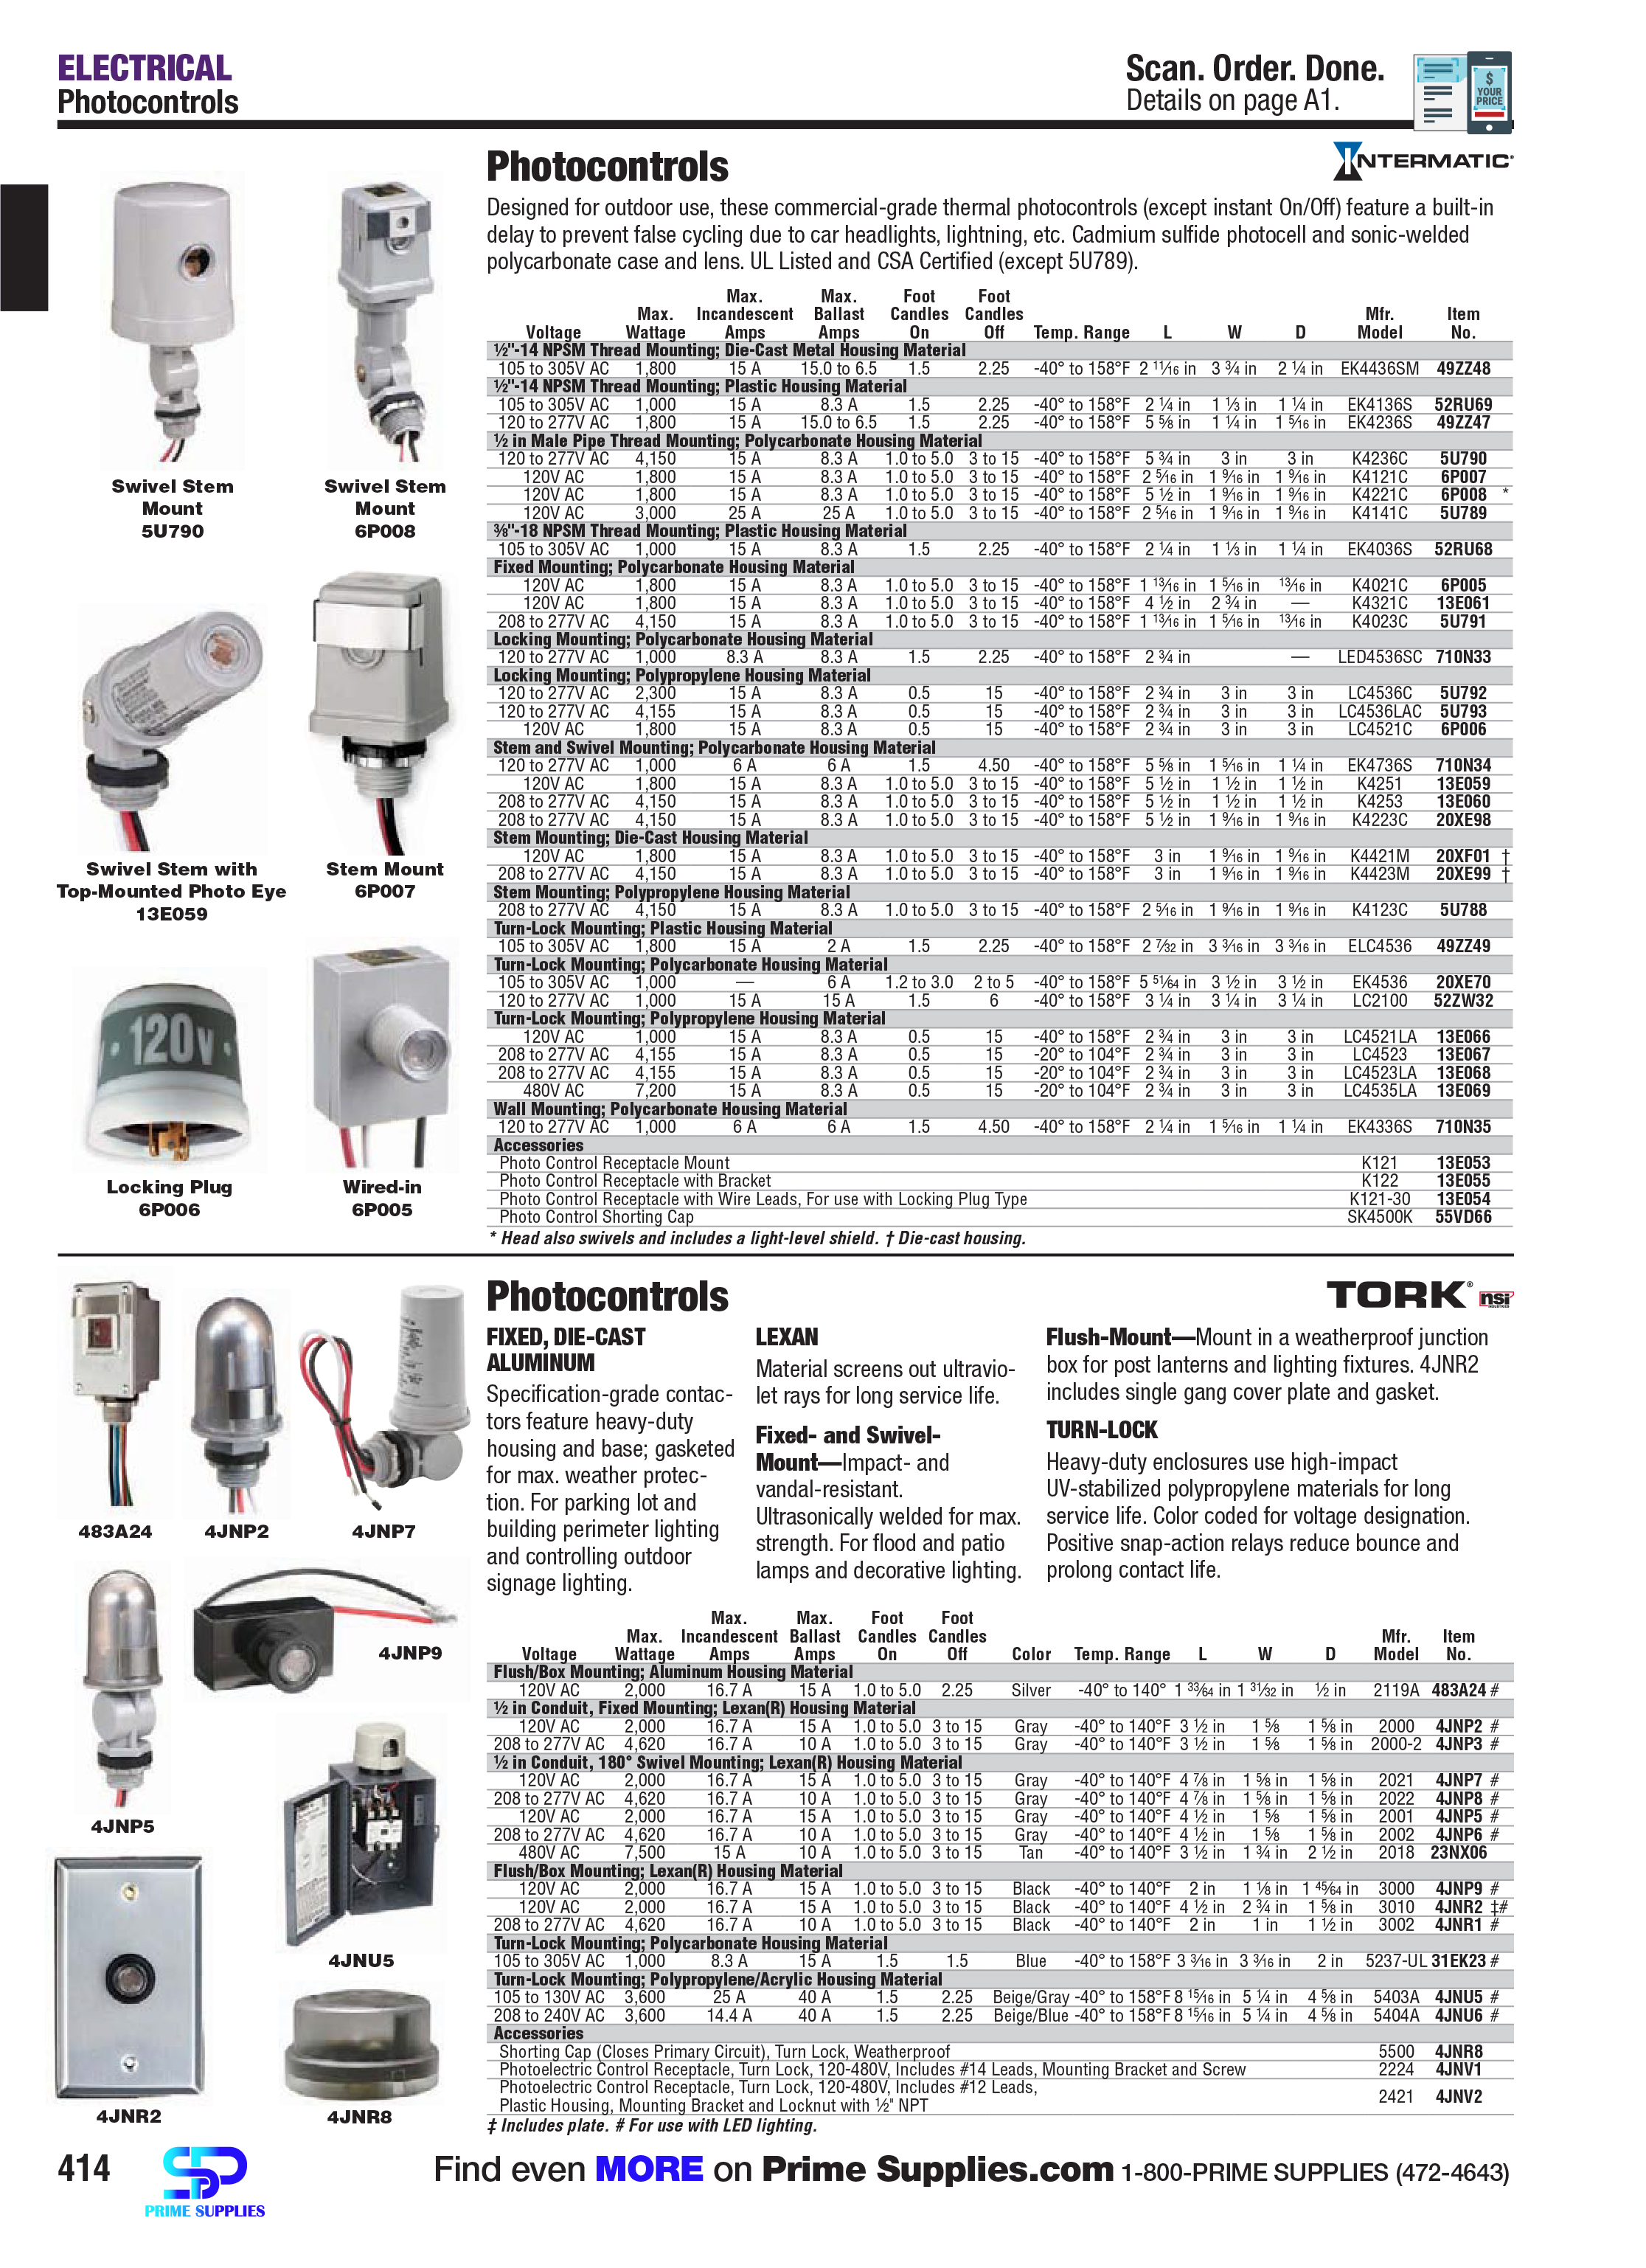 ELECTRICAL
Photocontrols
Scan. Order. Done.
Details on page A1.
$
YOUR
PRICE
Photocontrols
INTERMATIC®
Designed for outdoor use, these commercial-grade thermal photocontrols (except instant On/Off) feature a built-in
delay to prevent false cycling due to car headlights, lightning, etc. Cadmium sulfide photocell and sonic-welded
polycarbonate case and lens. UL Listed and CSA Certified (except 5U789).
Swivel Stem
Mount
5U790
Swivel Stem
Mount
6P008
Swivel Stem with
Top-Mounted Photo Eye
13E059
Stem Mount
6P007
120v
Locking Plug
6P006
Wired-in
6P005
Voltage Max. Wattage Max. Incandescent Amps Max. Ballast Amps Foot Candles On Foot Candles Off Temp. Range L W D Mfr. Model Item No.
½"-14 NPSM Thread Mounting; Die-Cast Metal Housing Material
105 to 305V AC 1,800 15 A 15.0 to 6.5 1.5 2.25 -40° to 158°F 2 11⁄16 in 3 ¾ in 2 ¼ in EK4436SM 49ZZ48
½"-14 NPSM Thread Mounting; Plastic Housing Material
105 to 305V AC 1,000 15 A 8.3 A 1.5 2.25 -40° to 158°F 2 ¼ in 1 ⅓ in 1 ¼ in EK4136S 52RU69
120 to 277V AC 1,800 15 A 15.0 to 6.5 1.5 2.25 -40° to 158°F 5 ⅝ in 1 ¼ in 1 5⁄16 in EK4236S 49ZZ47
½ in Male Pipe Thread Mounting; Polycarbonate Housing Material
120 to 277V AC 4,150 15 A 8.3 A 1.0 to 5.0 3 to 15 -40° to 158°F 5 ¾ in 3 in 3 in K4236C 5U790
120V AC 1,800 15 A 8.3 A 1.0 to 5.0 3 to 15 -40° to 158°F 2 5⁄16 in 1 9⁄16 in 1 9⁄16 in K4121C 6P007
120V AC 1,800 15 A 8.3 A 1.0 to 5.0 3 to 15 -40° to 158°F 5 ½ in 1 9⁄16 in 1 9⁄16 in K4221C 6P008 *
120V AC 3,000 25 A 25 A 1.0 to 5.0 3 to 15 -40° to 158°F 2 5⁄16 in 1 9⁄16 in 1 9⁄16 in K4141C 5U789
⅜"-18 NPSM Thread Mounting; Plastic Housing Material
105 to 305V AC 1,000 15 A 8.3 A 1.5 2.25 -40° to 158°F 2 ¼ in 1 ⅓ in 1 ¼ in EK4036S 52RU68
Fixed Mounting; Polycarbonate Housing Material
120V AC 1,800 15 A 8.3 A 1.0 to 5.0 3 to 15 -40° to 158°F 1 13⁄16 in 1 5⁄16 in 13⁄16 in K4021C 6P005
120V AC 1,800 15 A 8.3 A 1.0 to 5.0 3 to 15 -40° to 158°F 4 ½ in 2 ¾ in — K4321C 13E061
208 to 277V AC 4,150 15 A 8.3 A 1.0 to 5.0 3 to 15 -40° to 158°F 1 13⁄16 in 1 5⁄16 in 13⁄16 in K4023C 5U791
Locking Mounting; Polycarbonate Housing Material
120 to 277V AC 1,000 8.3 A 8.3 A 1.5 2.25 -40° to 158°F 2 ¾ in — LED4536SC 710N33
Locking Mounting; Polypropylene Housing Material
120 to 277V AC 2,300 15 A 8.3 A 0.5 15 -40° to 158°F 2 ¾ in 3 in 3 in LC4536C 5U792
120 to 277V AC 4,155 15 A 8.3 A 0.5 15 -40° to 158°F 2 ¾ in 3 in 3 in LC4536LAC 5U793
120V AC 1,800 15 A 8.3 A 0.5 15 -40° to 158°F 2 ¾ in 3 in 3 in LC4521C 6P006
Stem and Swivel Mounting; Polycarbonate Housing Material
120 to 277V AC 1,000 6 A 6 A 1.5 4.50 -40° to 158°F 5 ⅝ in 1 5⁄16 in 1 ¼ in EK4736S 710N34
120V AC 1,800 15 A 8.3 A 1.0 to 5.0 3 to 15 -40° to 158°F 5 ½ in 1 ½ in 1 ½ in K4251 13E059
208 to 277V AC 4,150 15 A 8.3 A 1.0 to 5.0 3 to 15 -40° to 158°F 5 ½ in 1 ½ in 1 ½ in K4253 13E060
208 to 277V AC 4,150 15 A 8.3 A 1.0 to 5.0 3 to 15 -40° to 158°F 5 ½ in 1 9⁄16 in 1 9⁄16 in K4223C 20XE98
Stem Mounting; Die-Cast Housing Material
120V AC 1,800 15 A 8.3 A 1.0 to 5.0 3 to 15 -40° to 158°F 3 in 1 9⁄16 in 1 9⁄16 in K4421M 20XF01 †
208 to 277V AC 4,150 15 A 8.3 A 1.0 to 5.0 3 to 15 -40° to 158°F 3 in 1 9⁄16 in 1 9⁄16 in K4423M 20XE99 †
Stem Mounting; Polypropylene Housing Material
208 to 277V AC 4,150 15 A 8.3 A 1.0 to 5.0 3 to 15 -40° to 158°F 2 5⁄16 in 1 9⁄16 in 1 9⁄16 in K4123C 5U788
Turn-Lock Mounting; Plastic Housing Material
105 to 305V AC 1,800 15 A 2 A 1.5 2.25 -40° to 158°F 2 7⁄32 in 3 3⁄16 in 3 3⁄16 in ELC4536 49ZZ49
Turn-Lock Mounting; Polycarbonate Housing Material
105 to 305V AC 1,000 — 6 A 1.2 to 3.0 2 to 5 -40° to 158°F 5 51⁄64 in 3 ½ in 3 ½ in EK4536 20XE70
120 to 277V AC 1,000 15 A 15 A 1.5 6 -40° to 158°F 3 ¼ in 3 ¼ in 3 ¼ in LC2100 52ZW32
Turn-Lock Mounting; Polypropylene Housing Material
120V AC 1,000 15 A 8.3 A 0.5 15 -40° to 158°F 2 ¾ in 3 in 3 in LC4521LA 13E066
208 to 277V AC 4,155 15 A 8.3 A 0.5 15 -20° to 104°F 2 ¾ in 3 in 3 in LC4523 13E067
208 to 277V AC 4,155 15 A 8.3 A 0.5 15 -20° to 104°F 2 ¾ in 3 in 3 in LC4523LA 13E068
480V AC 7,200 15 A 8.3 A 0.5 15 -20° to 104°F 2 ¾ in 3 in 3 in LC4535LA 13E069
Wall Mounting; Polycarbonate Housing Material
120 to 277V AC 1,000 6 A 6 A 1.5 4.50 -40° to 158°F 2 ¼ in 1 5⁄16 in 1 ¼ in EK4336S 710N35
Accessories
Photo Control Receptacle Mount K121 13E053
Photo Control Receptacle with Bracket K122 13E055
Photo Control Receptacle with Wire Leads, For use with Locking Plug Type K121-30 13E054
Photo Control Shorting Cap SK4500K 55VD66
* Head also swivels and includes a light-level shield. † Die-cast housing.
483A24
4JNP2
4JNP7
4JNP9
4JNP5
4JNU5
4JNR2
4JNR8
Photocontrols
TORK® nsi
FIXED, DIE-CAST
ALUMINUM
Specification-grade contac-
tors feature heavy-duty
housing and base; gasketed
for max. weather protec-
tion. For parking lot and
building perimeter lighting
and controlling outdoor
signage lighting.
LEXAN
Material screens out ultravio-
let rays for long service life.
Fixed- and Swivel-
Mount—Impact- and
vandal-resistant.
Ultrasonically welded for max.
strength. For flood and patio
lamps and decorative lighting.
Flush-Mount—Mount in a weatherproof junction
box for post lanterns and lighting fixtures. 4JNR2
includes single gang cover plate and gasket.
TURN-LOCK
Heavy-duty enclosures use high-impact
UV-stabilized polypropylene materials for long
service life. Color coded for voltage designation.
Positive snap-action relays reduce bounce and
prolong contact life.
Voltage Max. Wattage Max. Incandescent Amps Max. Ballast Amps Foot Candles On Foot Candles Off Color Temp. Range L W D Mfr. Model Item No.
Flush/Box Mounting; Aluminum Housing Material
120V AC 2,000 16.7 A 15 A 1.0 to 5.0 2.25 Silver -40° to 140° 1 33⁄64 in 1 31⁄32 in ½ in 2119A 483A24 #
½ in Conduit, Fixed Mounting; Lexan(R) Housing Material
120V AC 2,000 16.7 A 15 A 1.0 to 5.0 3 to 15 Gray -40° to 140°F 3 ½ in 1 ⅝ 1 ⅝ in 2000 4JNP2 #
208 to 277V AC 4,620 16.7 A 10 A 1.0 to 5.0 3 to 15 Gray -40° to 140°F 3 ½ in 1 ⅝ 1 ⅝ in 2000-2 4JNP3 #
½ in Conduit, 180° Swivel Mounting; Lexan(R) Housing Material
120V AC 2,000 16.7 A 15 A 1.0 to 5.0 3 to 15 Gray -40° to 140°F 4 ⅞ in 1 ⅝ in 1 ⅝ in 2021 4JNP7 #
208 to 277V AC 4,620 16.7 A 10 A 1.0 to 5.0 3 to 15 Gray -40° to 140°F 4 ⅞ in 1 ⅝ in 1 ⅝ in 2022 4JNP8 #
120V AC 2,000 16.7 A 15 A 1.0 to 5.0 3 to 15 Gray -40° to 140°F 4 ½ in 1 ⅝ 1 ⅝ in 2001 4JNP5 #
208 to 277V AC 4,620 16.7 A 10 A 1.0 to 5.0 3 to 15 Gray -40° to 140°F 4 ½ in 1 ⅝ 1 ⅝ in 2002 4JNP6 #
480V AC 7,500 15 A 10 A 1.0 to 5.0 3 to 15 Tan -40° to 140°F 3 ½ in 1 ¾ in 2 ½ in 2018 23NX06
Flush/Box Mounting; Lexan(R) Housing Material
120V AC 2,000 16.7 A 15 A 1.0 to 5.0 3 to 15 Black -40° to 140°F 2 in 1 ⅛ in 1 45⁄64 in 3000 4JNP9 #
120V AC 2,000 16.7 A 15 A 1.0 to 5.0 3 to 15 Black -40° to 140°F 4 ½ in 2 ¾ in 1 ⅝ in 3010 4JNR2 ‡#
208 to 277V AC 4,620 16.7 A 10 A 1.0 to 5.0 3 to 15 Black -40° to 140°F 2 in 1 in 1 ½ in 3002 4JNR1 #
Turn-Lock Mounting; Polycarbonate Housing Material
105 to 305V AC 1,000 8.3 A 15 A 1.5 1.5 Blue -40° to 158°F 3 3⁄16 in 3 3⁄16 in 2 in 5237-UL 31EK23 #
Turn-Lock Mounting; Polypropylene/Acrylic Housing Material
105 to 130V AC 3,600 25 A 40 A 1.5 2.25 Beige/Gray -40° to 158°F 8 15⁄16 in 5 ¼ in 4 ⅝ in 5403A 4JNU5 #
208 to 240V AC 3,600 14.4 A 40 A 1.5 2.25 Beige/Blue -40° to 158°F 8 15⁄16 in 5 ¼ in 4 ⅝ in 5404A 4JNU6 #
Accessories
Shorting Cap (Closes Primary Circuit), Turn Lock, Weatherproof 5500 4JNR8
Photoelectric Control Receptacle, Turn Lock, 120-480V, Includes #14 Leads, Mounting Bracket and Screw 2224 4JNV1
Photoelectric Control Receptacle, Turn Lock, 120-480V, Includes #12 Leads,
Plastic Housing, Mounting Bracket and Locknut with ½" NPT 2421 4JNV2
‡ Includes plate. # For use with LED lighting.
414
PRIME SUPPLIES
Find even MORE on Prime Supplies.com 1-800-PRIME SUPPLIES (472-4643)